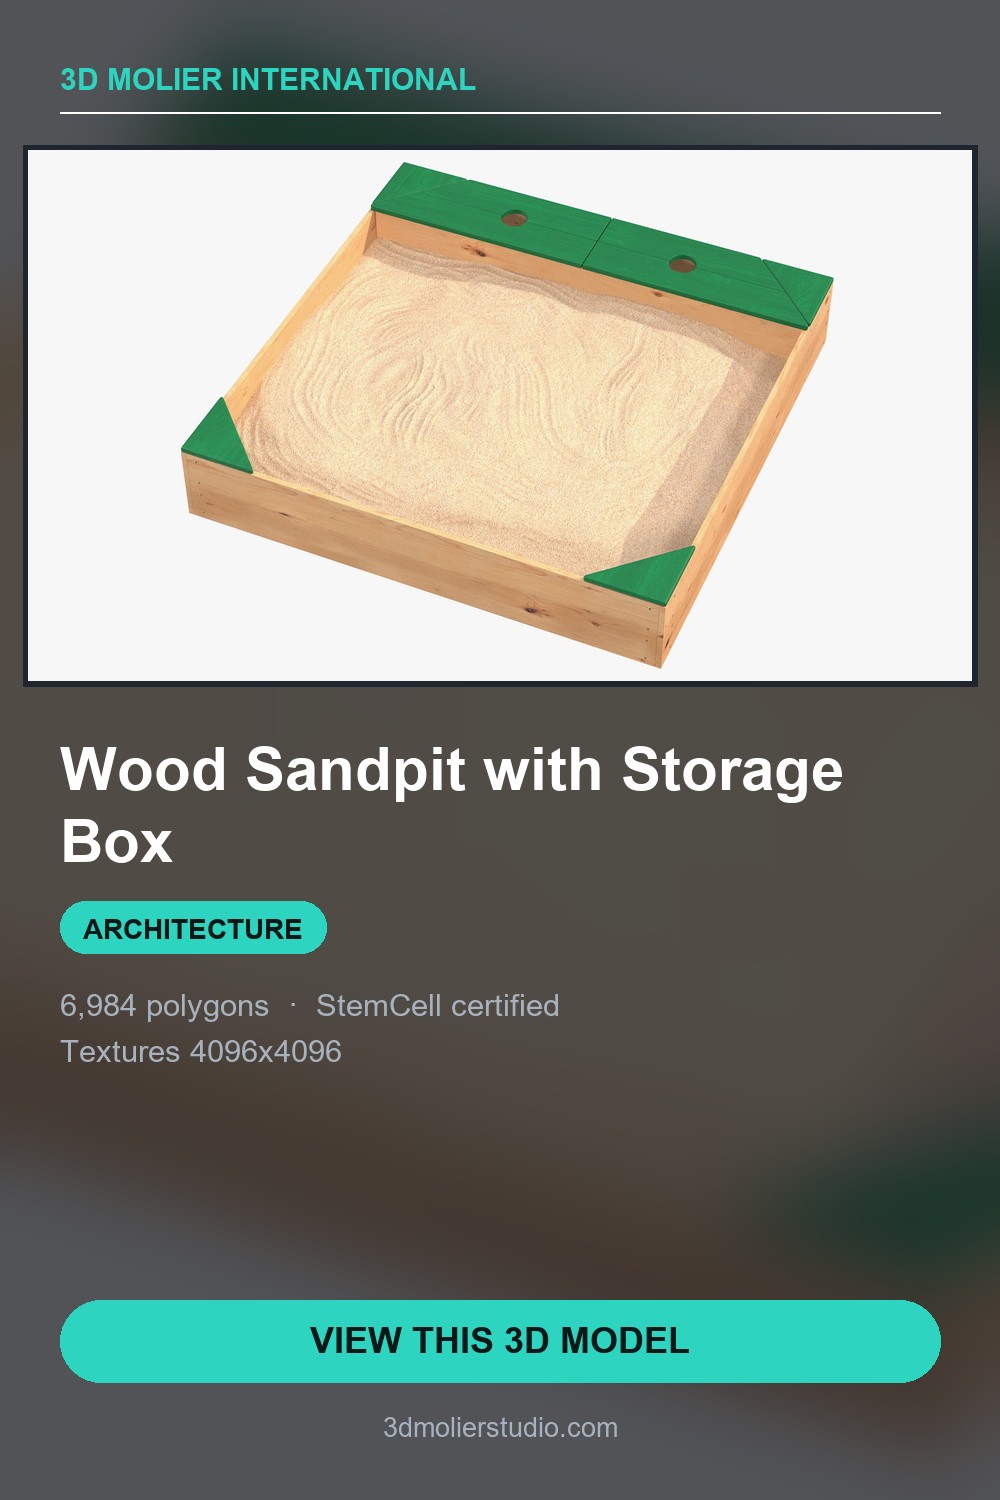 3D MOLIER INTERNATIONAL
Wood Sandpit with Storage
Box
ARCHITECTURE
6,984 polygons · StemCell certified
Textures 4096x4096
VIEW THIS 3D MODEL
3dmolierstudio.com